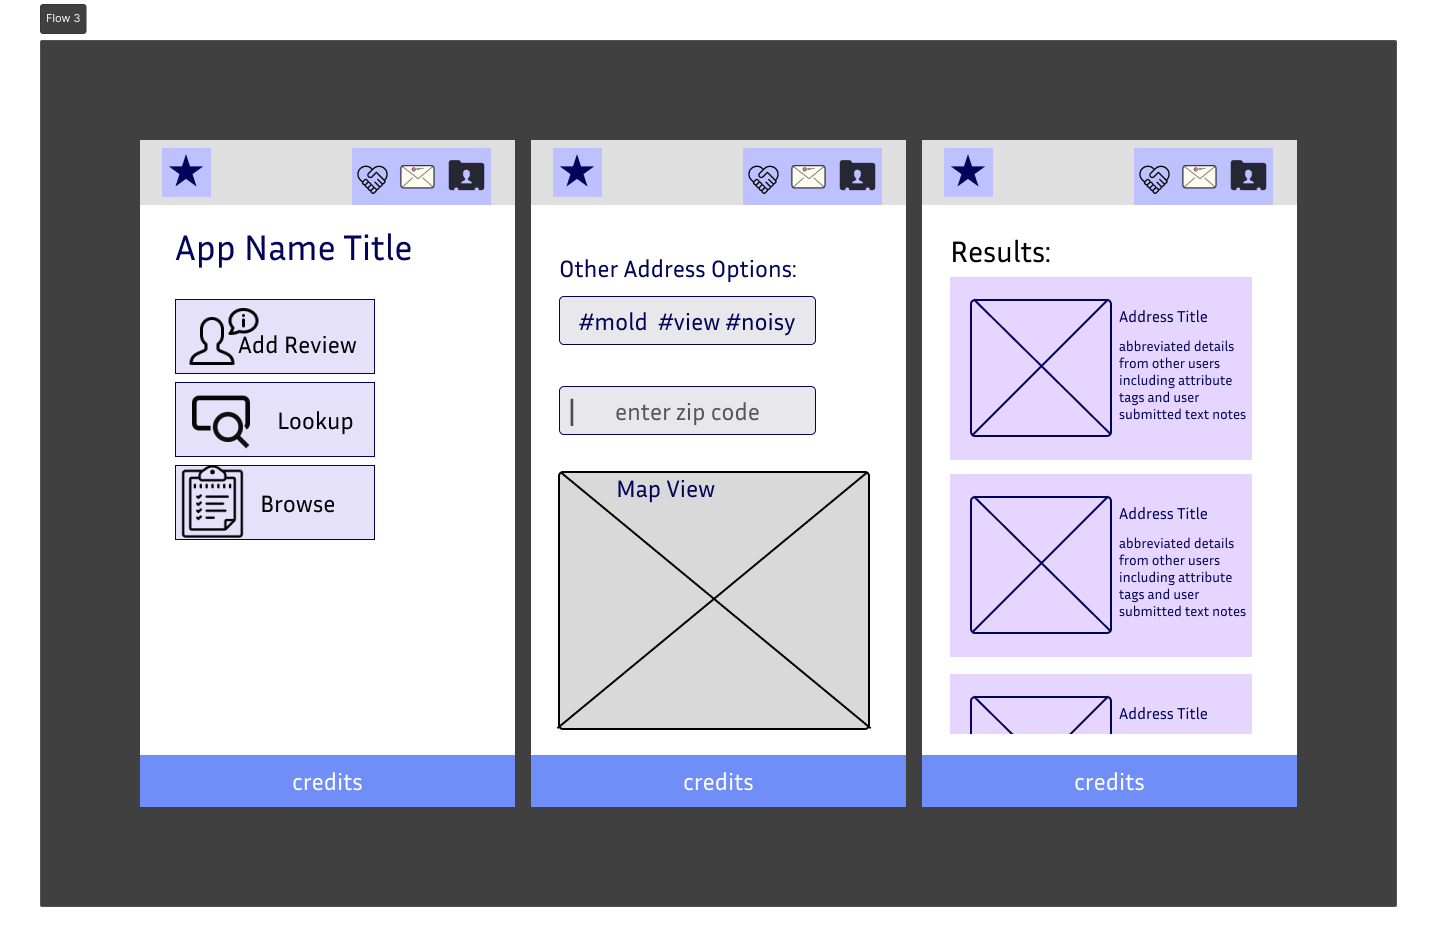 Flow 3
App Name Title
Add Review
Lookup
Browse
credits
Other Address Options:
#mold #view #noisy
enter zip code
Map View
credits
Results:
Address Title
abbreviated details
from other users
including attribute
tags and user
submitted text notes
Address Title
abbreviated details
from other users
including attribute
tags and user
submitted text notes
Address Title
credits